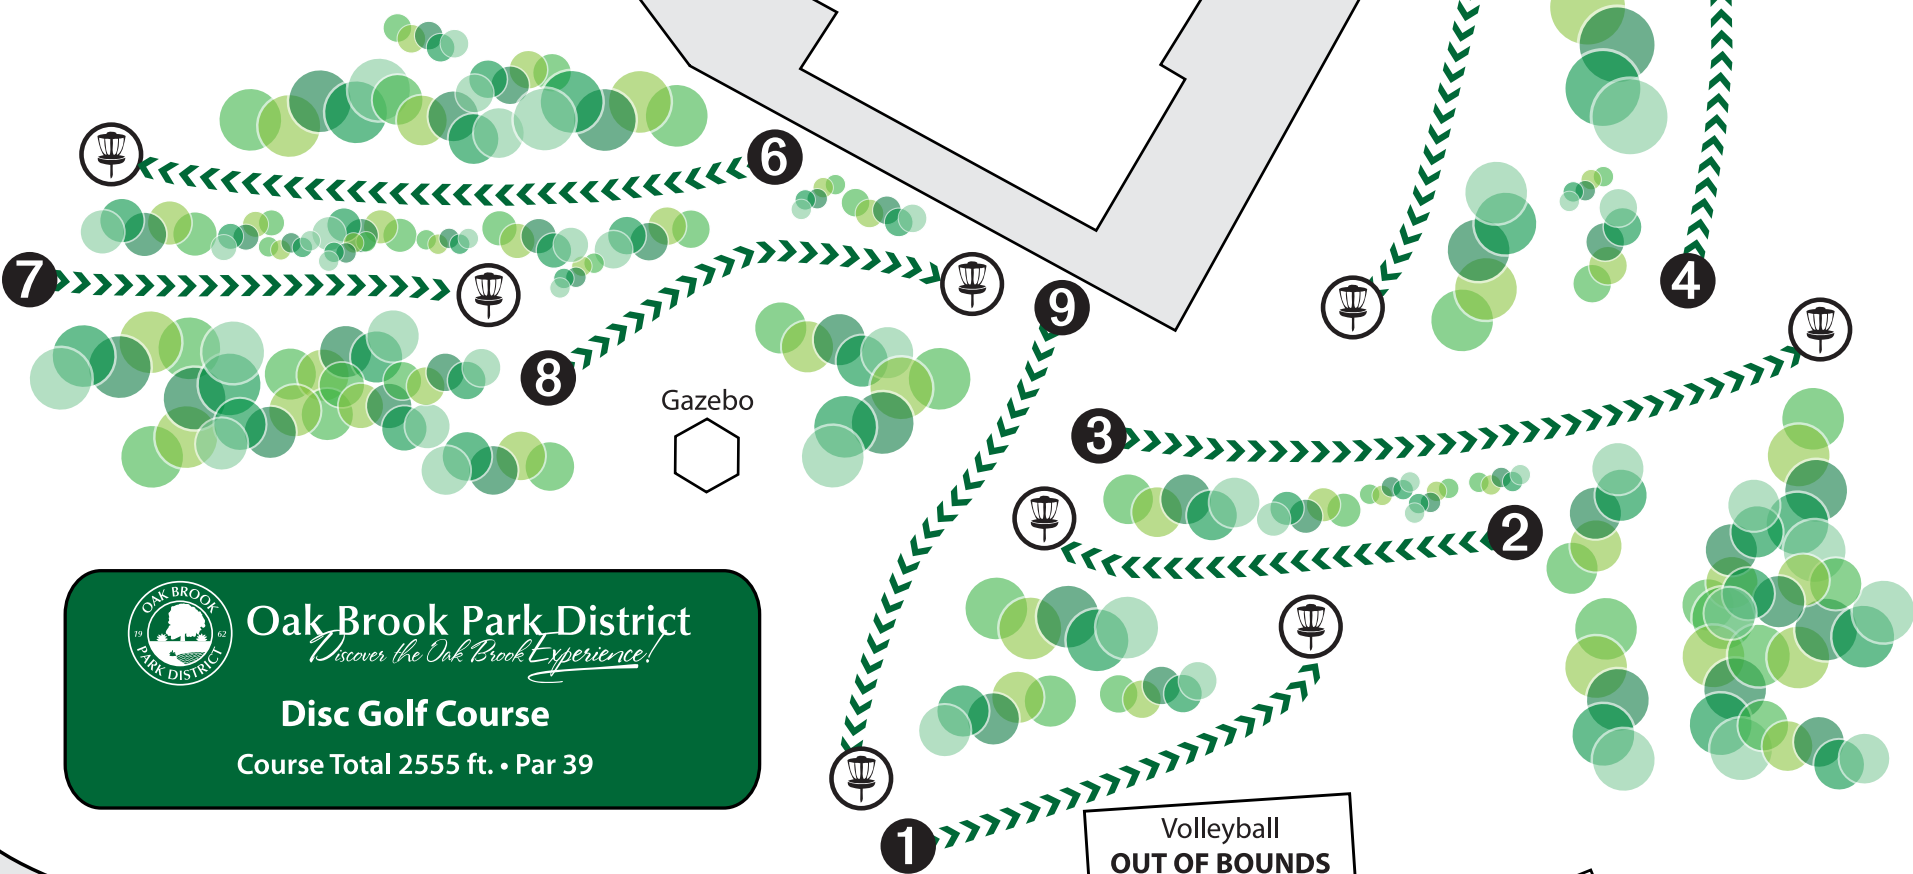 6
7
4
9
8
Gazebo
3
2
OAK BROOK
19 62
PARK DISTRICT
Oak Brook Park District
Discover the Oak Brook Experience!
Disc Golf Course
Course Total 2555 ft. • Par 39
1
Volleyball
OUT OF BOUNDS